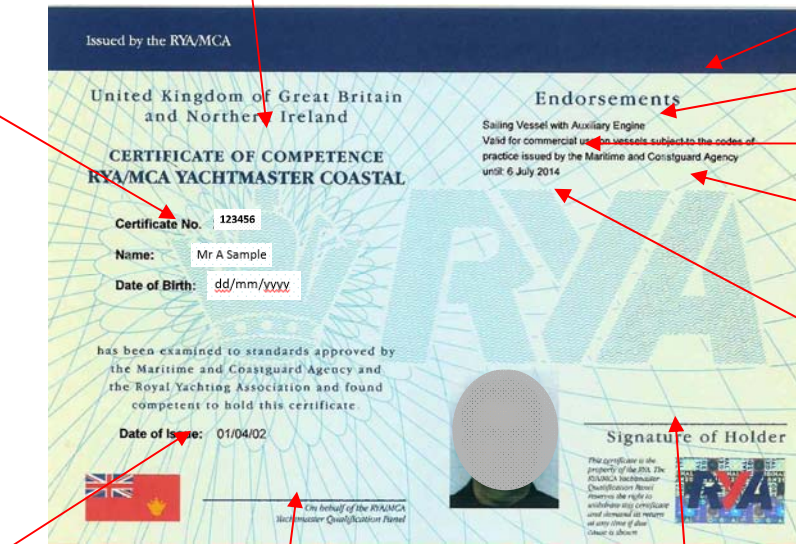 Issued by the RYA/MCA
United Kingdom of Great Britain
and Northern Ireland
CERTIFICATE OF COMPETENCE
RYA/MCA YACHTMASTER COASTAL
Certificate No. 123456
Name: Mr A Sample
Date of Birth: dd/mm/yyyy
has been examined to standards approved by
the Maritime and Coastguard Agency and
the Royal Yachting Association and found
competent to hold this certificate.
Date of Issue: 01/04/02
On behalf of the RYA/MCA
Yachtmaster Qualification Panel
Endorsements
Sailing Vessel with Auxiliary Engine
Valid for commercial use on vessels subject to the codes of
practice issued by the Maritime and Coastguard Agency
until: 6 July 2014
RYA
Signature of Holder
This certificate is the
property of the RYA. The
RYA/MCA Yachtmaster
Qualification Panel
reserves the right to
withdraw this certificate
and demand its return
at any time if due
cause is shown
RYA